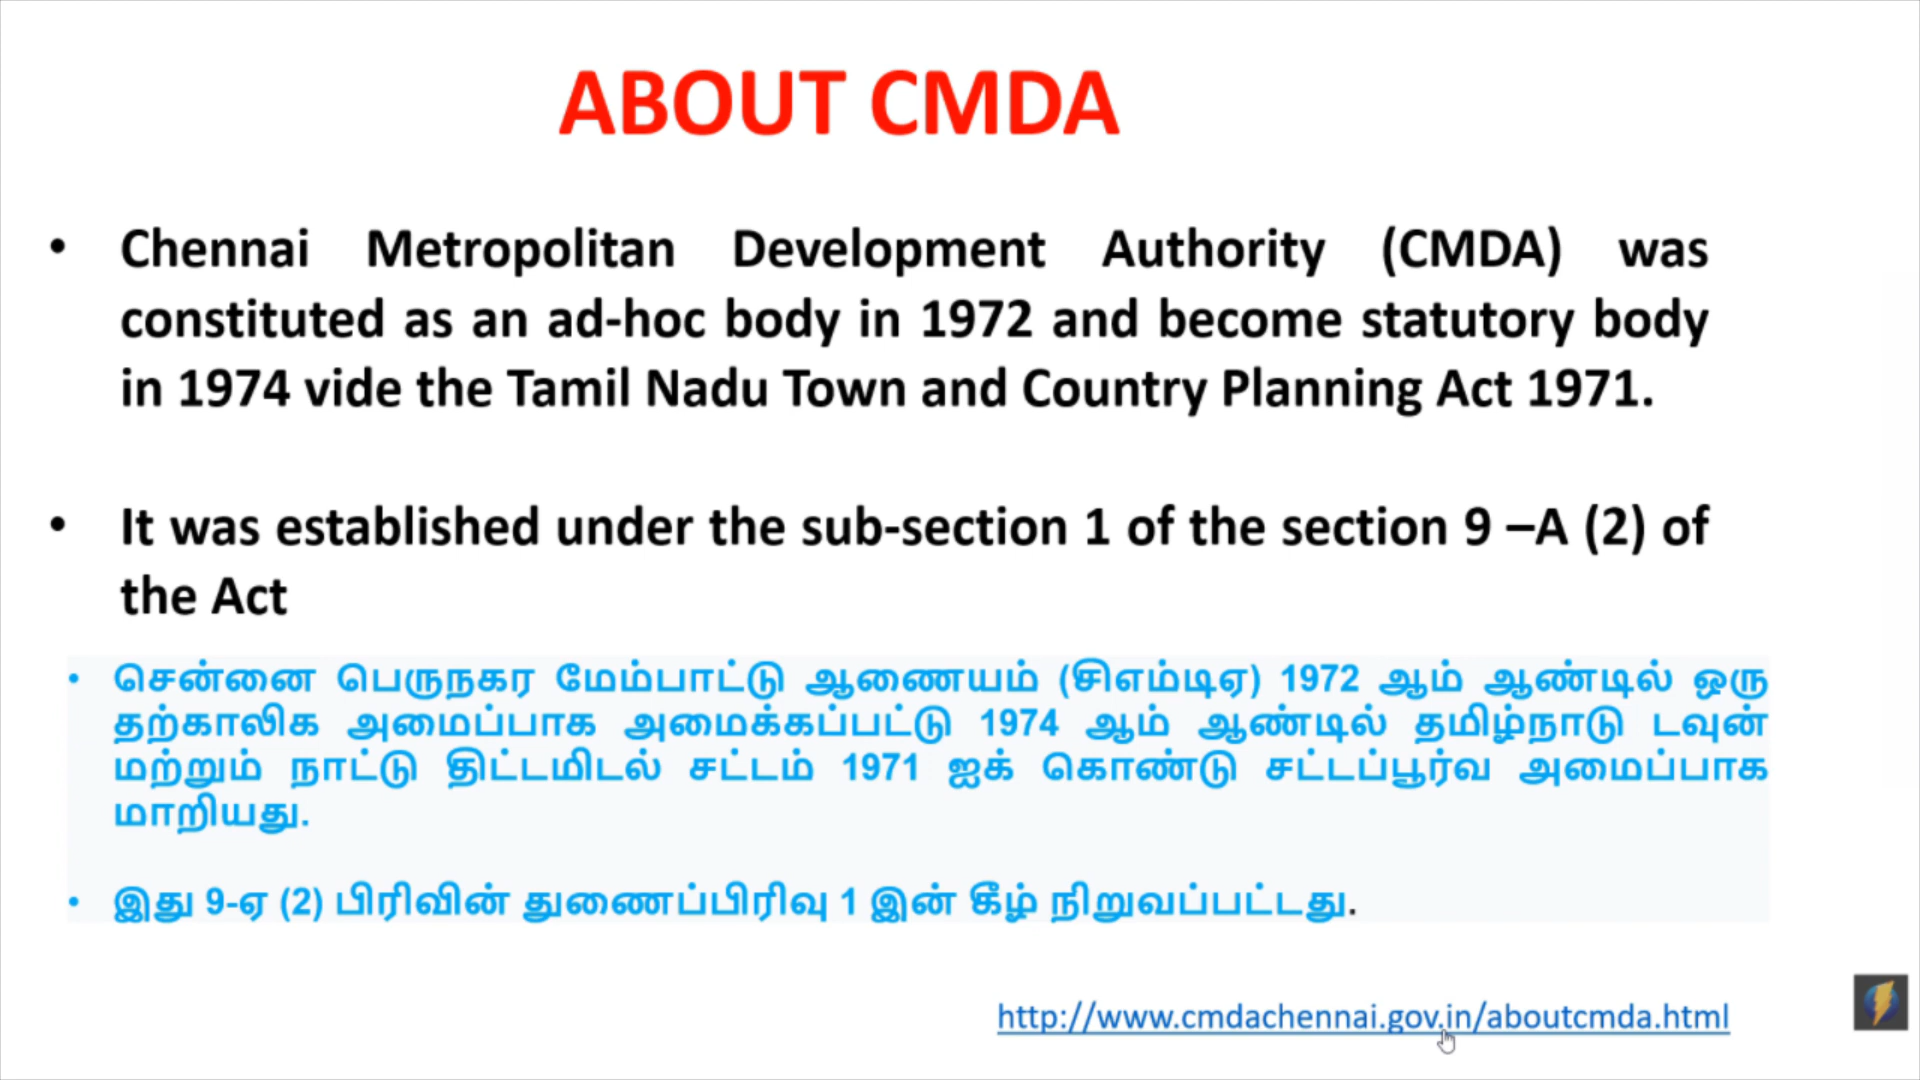 ABOUT CMDA
• Chennai Metropolitan Development Authority (CMDA) was
constituted as an ad-hoc body in 1972 and become statutory body
in 1974 vide the Tamil Nadu Town and Country Planning Act 1971.
• It was established under the sub-section 1 of the section 9 –A (2) of
the Act
• சென்னை பெருநகர மேம்பாட்டு ஆணையம் (சிஎம்டிஏ) 1972 ஆம் ஆண்டில் ஒரு
தற்காலிக அமைப்பாக அமைக்கப்பட்டு 1974 ஆம் ஆண்டில் தமிழ்நாடு டவுன்
மற்றும் நாட்டு திட்டமிடல் சட்டம் 1971 ஐக் கொண்டு சட்டப்பூர்வ அமைப்பாக
மாறியது.
• இது 9-ஏ (2) பிரிவின் துணைப்பிரிவு 1 இன் கீழ் நிறுவப்பட்டது.
http://www.cmdachennai.gov.in/aboutcmda.html